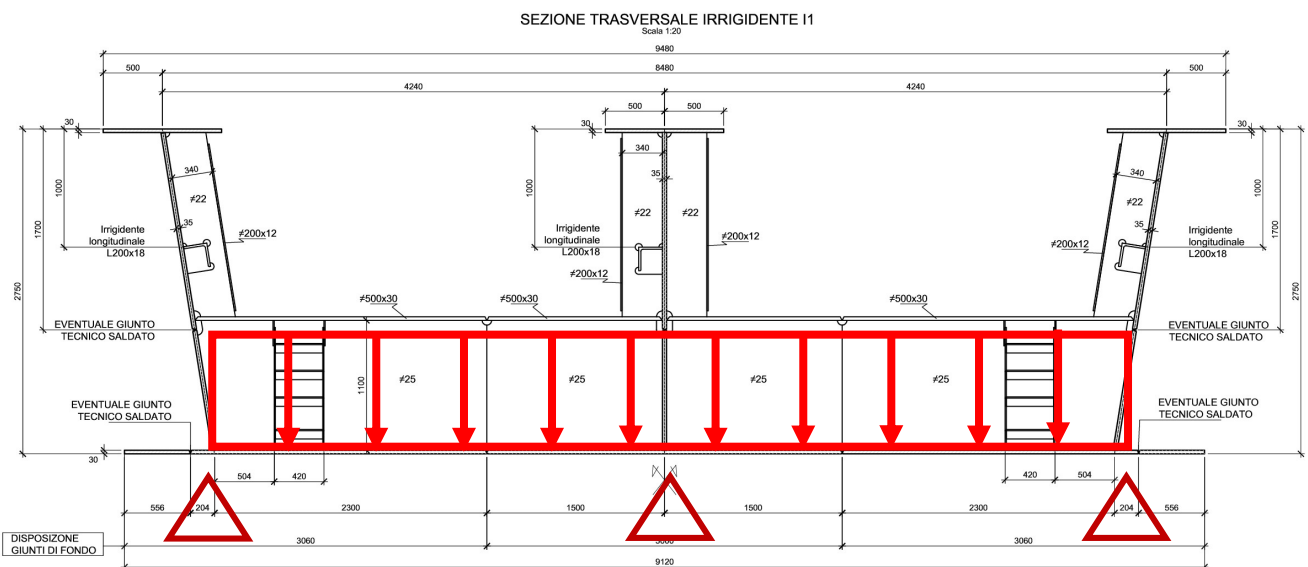 SEZIONE TRASVERSALE IRRIGIDENTE I1
Scala 1:20
9480
500
8480
500
4240
4240
500
500
30
30
30
340
340
340
35
35
35
≠22
≠22
≠22
≠22
1000
1700
2750
1000
1000
1700
2750
Irrigidente
longitudinale
L200x18
≠200x12
Irrigidente
longitudinale
L200x18
≠200x12
≠200x12
≠200x12
Irrigidente
longitudinale
L200x18
≠500x30
≠500x30
≠500x30
EVENTUALE GIUNTO
TECNICO SALDATO
EVENTUALE GIUNTO
TECNICO SALDATO
1100
≠25
≠25
≠25
≠25
EVENTUALE GIUNTO
TECNICO SALDATO
EVENTUALE GIUNTO
TECNICO SALDATO
30
504
420
420
504
556
204
2300
1500
1500
2300
204
556
DISPOSIZONE
GIUNTI DI FONDO
3060
3060
9120